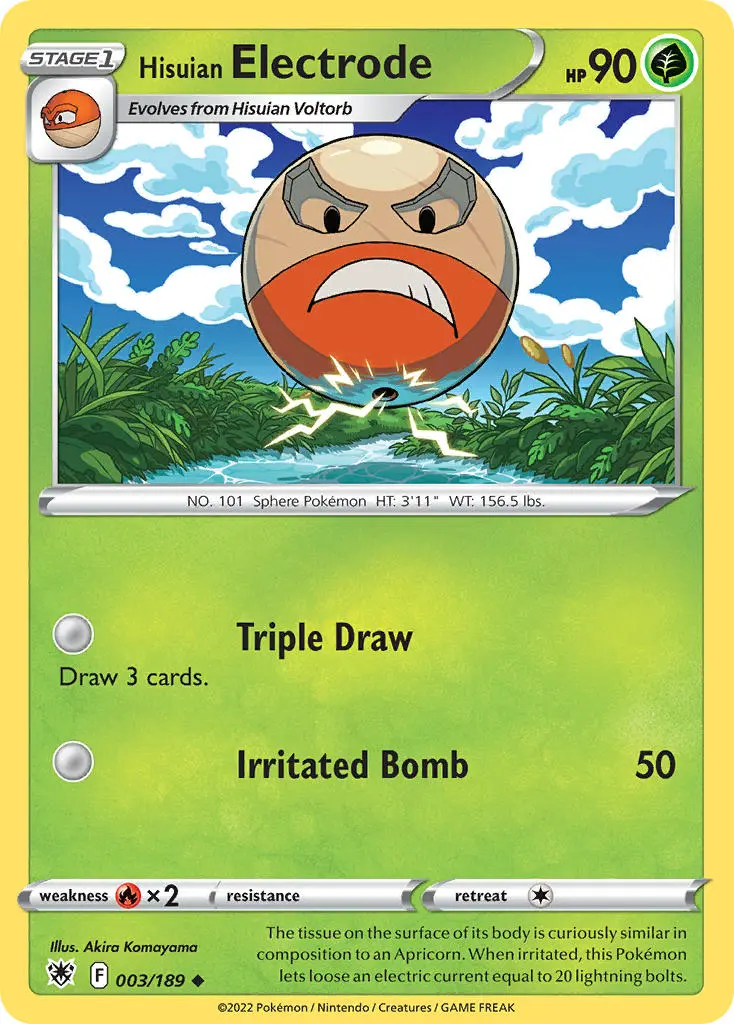 STAGE1
Hisuian Electrode
HP90
Evolves from Hisuian Voltorb
NO. 101 Sphere Pokémon HT: 3'11" WT: 156.5 lbs.
Triple Draw
Draw 3 cards.
Irritated Bomb 50
weakness ×2 resistance retreat
Illus. Akira Komayama
F 003/189
The tissue on the surface of its body is curiously similar in
composition to an Apricorn. When irritated, this Pokémon
lets loose an electric current equal to 20 lightning bolts.
©2022 Pokémon / Nintendo / Creatures / GAME FREAK